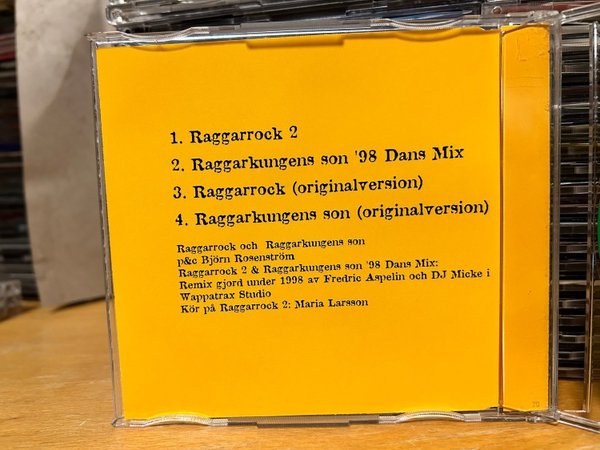 1. Raggarrock 2
2. Raggarkungens son '98 Dans Mix
3. Raggarrock (originalversion)
4. Raggarkungens son (originalversion)
Raggarrock och Raggarkungens son
p&c Björn Rosenström
Raggarrock 2 & Raggarkungens son '98 Dans Mix:
Remix gjord under 1998 av Fredric Aspelin och DJ Micke i
Wappatrax Studio
Kör på Raggarrock 2: Maria Larsson